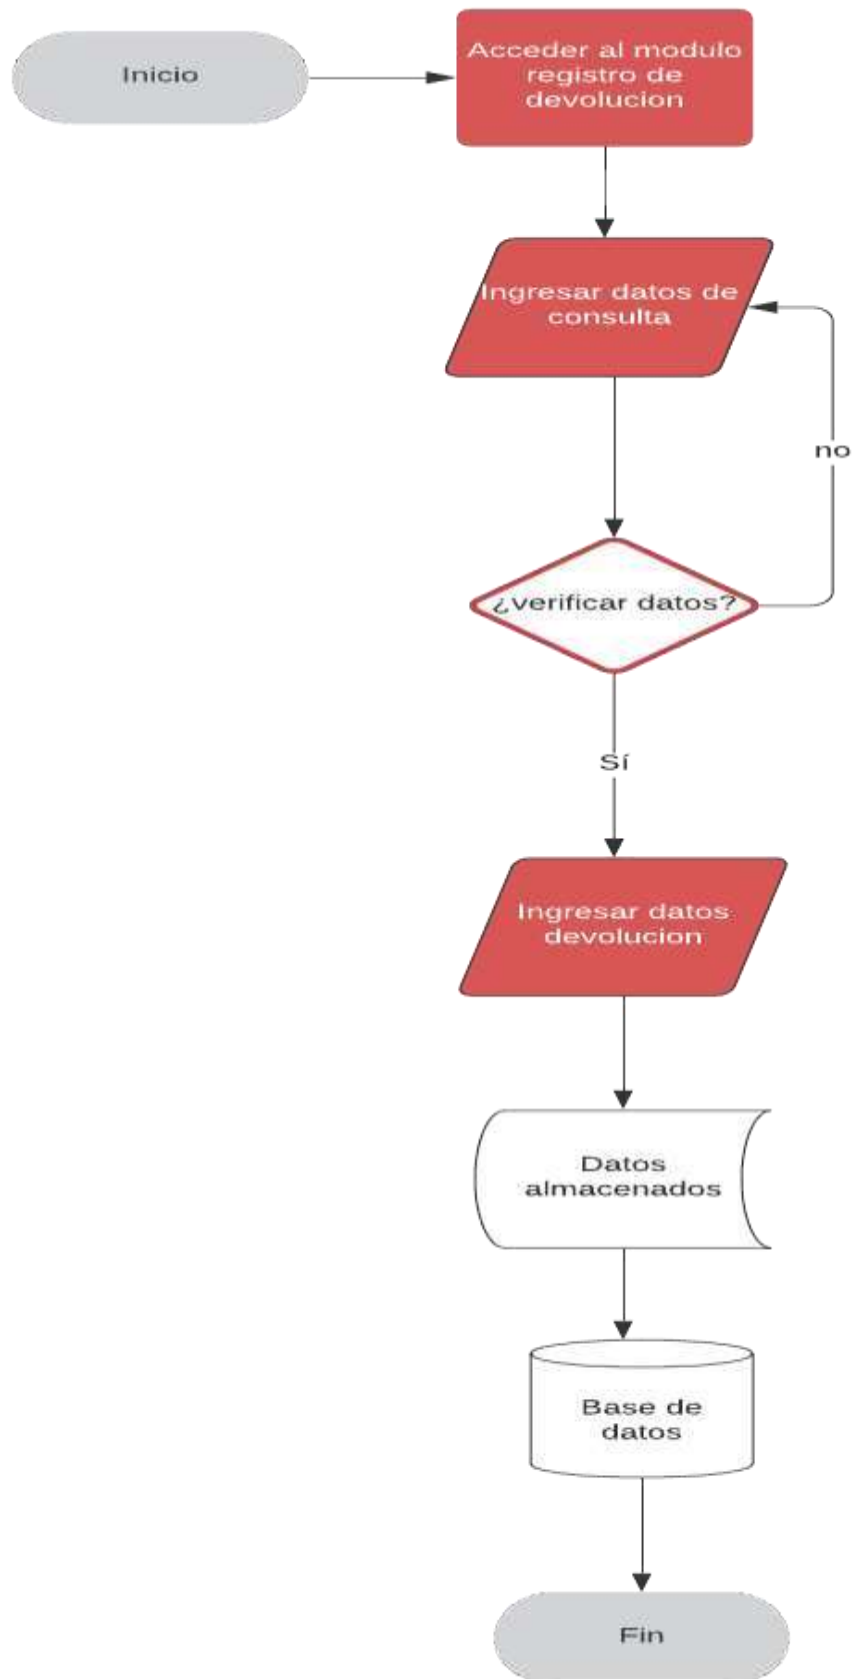 Inicio
Acceder al modulo
registro de
devolucion
Ingresar datos de
consulta
no
¿verificar datos?
Sí
Ingresar datos
devolucion
Datos
almacenados
Base de
datos
Fin